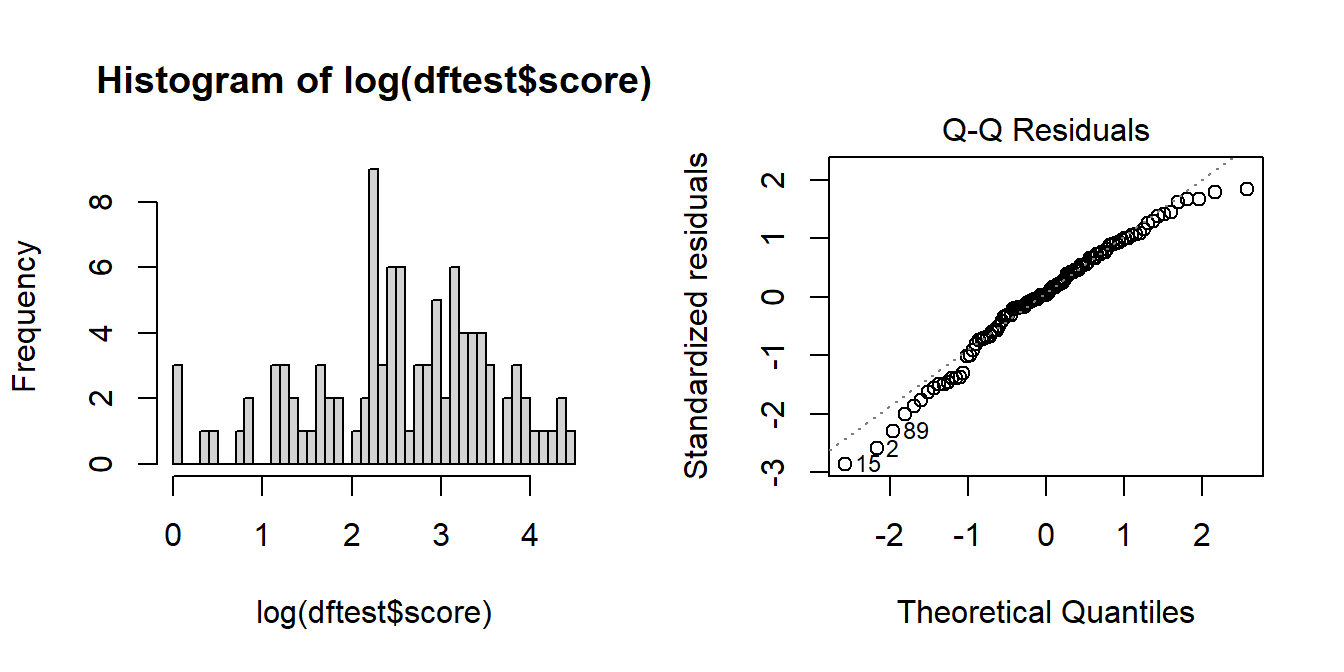 Histogram of log(dftest$score)
Frequency
0
2
4
6
8
0 1 2 3 4
log(dftest$score)
Q-Q Residuals
Standardized residuals
-3
-2
-1
0
1
2
89
2
15
-2 -1 0 1 2
Theoretical Quantiles